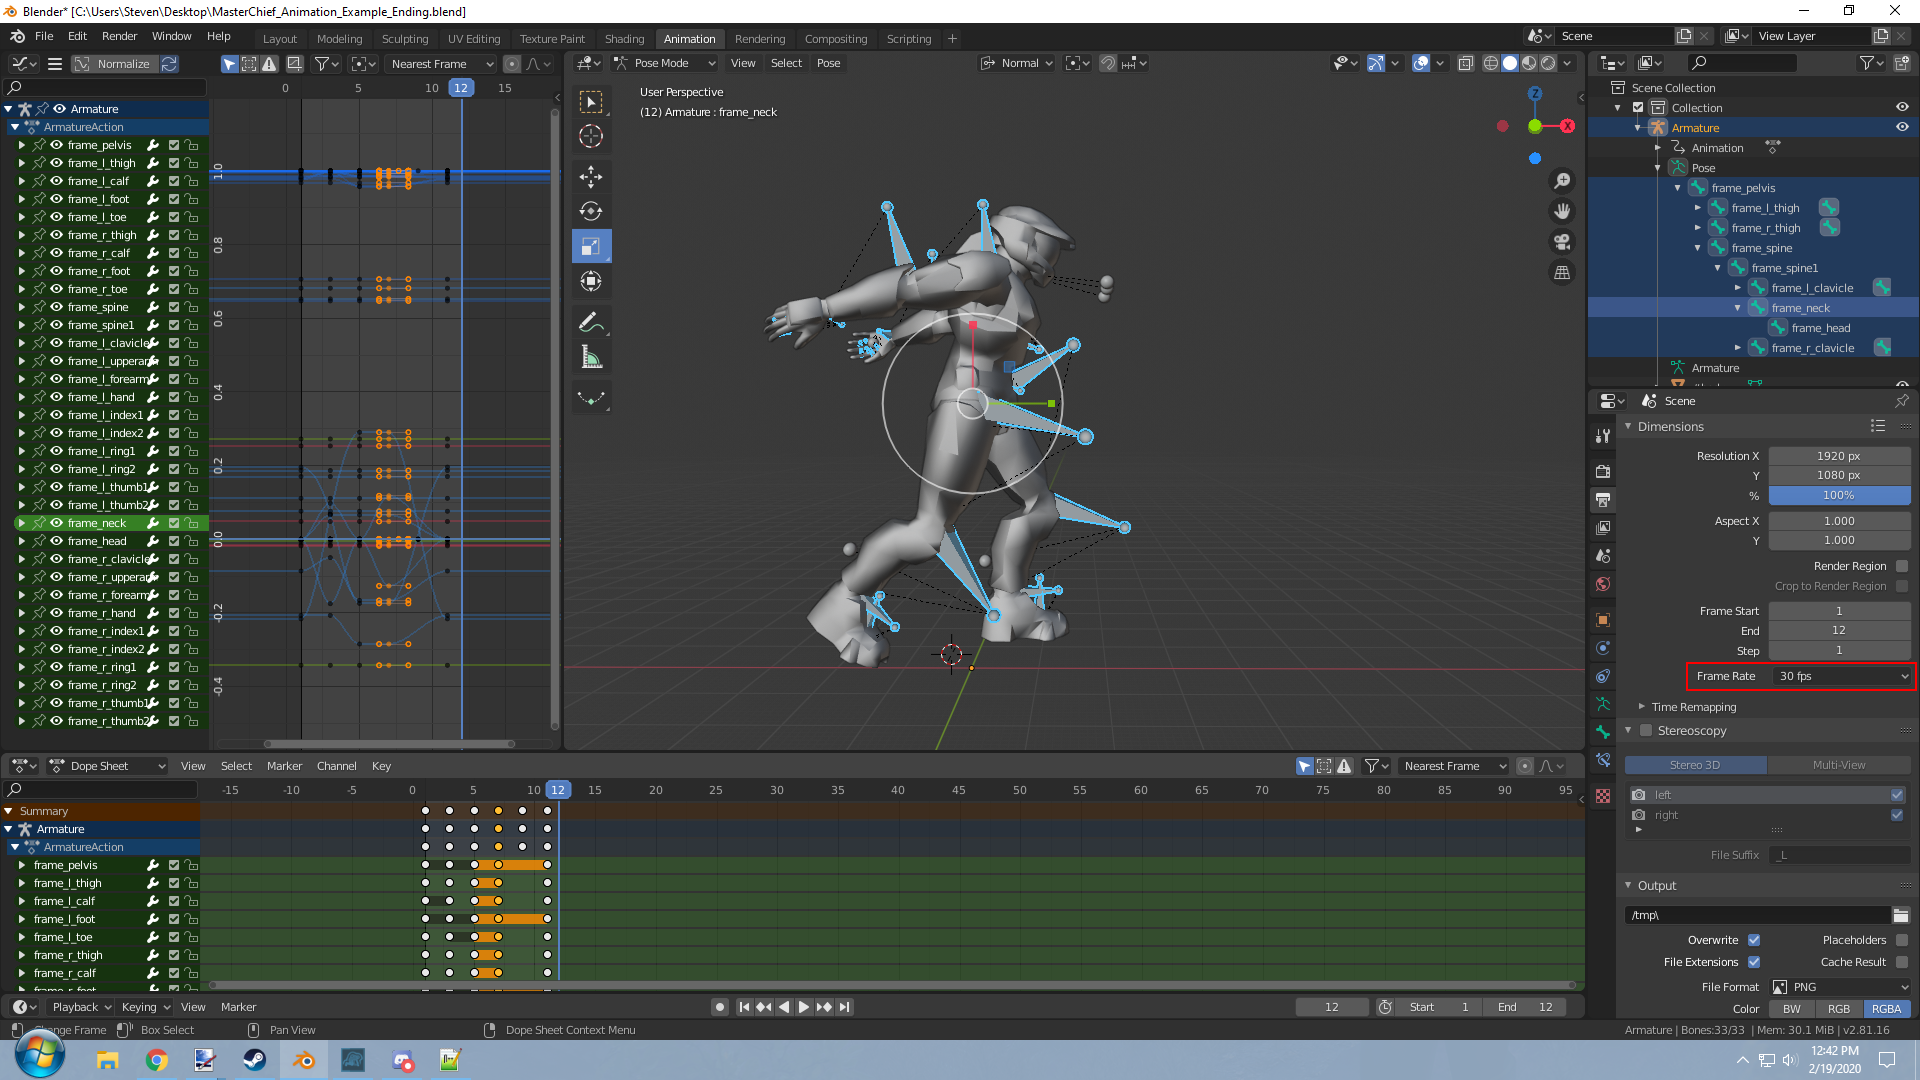 Blender* [C:\Users\Steven\Desktop\MasterChief_Animation_Example_Ending.blend]
File Edit Render Window Help
Layout Modeling Sculpting UV Editing Texture Paint Shading Animation Rendering Compositing Scripting +
Scene View Layer
Normalize Nearest Frame
Pose Mode View Select Pose Normal
0 5 10 12 15
Armature
ArmatureAction
frame_pelvis
frame_l_thigh
frame_l_calf
frame_l_foot
frame_l_toe
frame_r_thigh
frame_r_calf
frame_r_foot
frame_r_toe
frame_spine
frame_spine1
frame_l_clavicle
frame_l_upperar
frame_l_forearm
frame_l_hand
frame_l_index1
frame_l_index2
frame_l_ring1
frame_l_ring2
frame_l_thumb1
frame_l_thumb2
frame_neck
frame_head
frame_r_clavicle
frame_r_upperar
frame_r_forearm
frame_r_hand
frame_r_index1
frame_r_index2
frame_r_ring1
frame_r_ring2
frame_r_thumb1
frame_r_thumb2
1.0
0.8
0.6
0.4
0.2
0.0
-0.2
-0.4
User Perspective
(12) Armature : frame_neck
Z
X
Scene Collection
Collection
Armature
Animation
Pose
frame_pelvis
frame_l_thigh
frame_r_thigh
frame_spine
frame_spine1
frame_l_clavicle
frame_neck
frame_head
frame_r_clavicle
Armature
Scene
Dimensions
Resolution X 1920 px
Y 1080 px
% 100%
Aspect X 1.000
Y 1.000
Render Region
Crop to Render Region
Frame Start 1
End 12
Step 1
Frame Rate 30 fps
Time Remapping
Stereoscopy
Stereo 3D Multi-View
left
right
File Suffix _L
Output
/tmp\
Overwrite Placeholders
File Extensions Cache Result
File Format PNG
Color BW RGB RGBA
Dope Sheet View Select Marker Channel Key Nearest Frame
-15 -10 -5 0 5 10 12 15 20 25 30 35 40 45 50 55 60 65 70 75 80 85 90 95
Summary
Armature
ArmatureAction
frame_pelvis
frame_l_thigh
frame_l_calf
frame_l_foot
frame_l_toe
frame_r_thigh
frame_r_calf
Playback Keying View Marker 12 Start 1 End 12
Change Frame Box Select Pan View Dope Sheet Context Menu Armature | Bones:33/33 | Mem: 30.1 MiB | v2.81.16
12:42 PM
2/19/2020